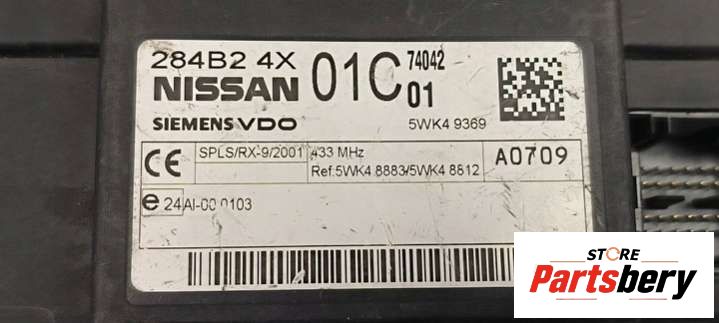 284B2 4X 01C 74042
NISSAN 01
SIEMENS VDO 5WK4 9369
CE SPLS/RX-9/2001 433 MHz A0709
Ref.5WK4 8883/5WK4 8812
e 24 AI-00 0103
STORE
Partsbery